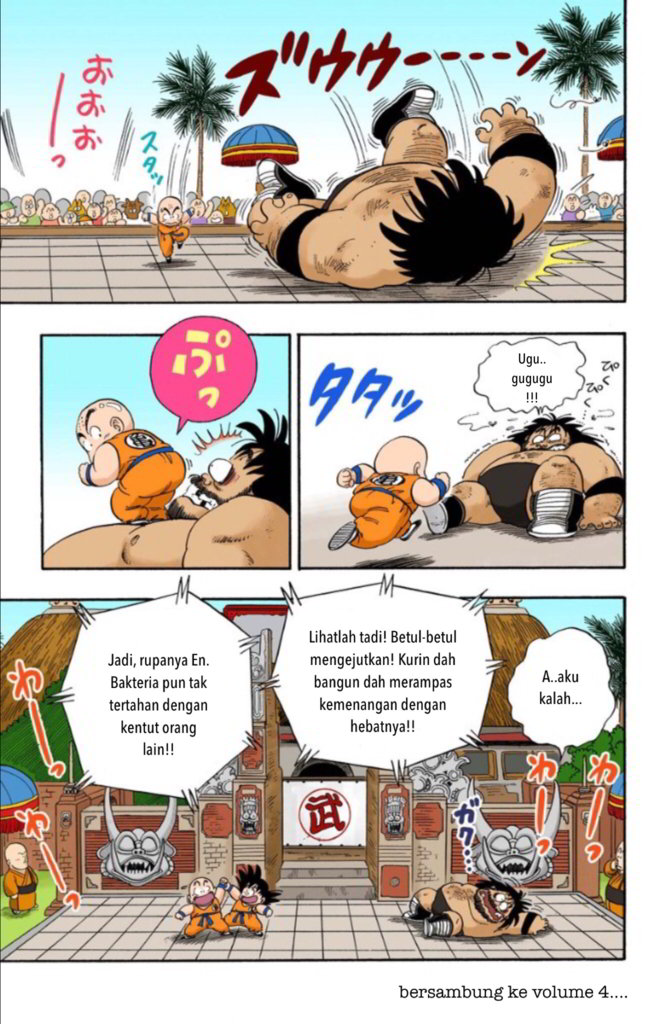 ズウウーーーーン
おおおーっ
スタッ
タタッ
Ugu..
gugugu
!!!
ぴくぴく
ぷっ
A..aku
kalah...
Lihatlah tadi! Betul-betul
mengejutkan! Kurin dah
bangun dah merampas
kemenangan dengan
hebatnya!!
Jadi, rupanya En.
Bakteria pun tak
tertahan dengan
kentut orang
lain!!
わーっ
わーっ
わーっ
わーっ
ガク…
武
bersambung ke volume 4....